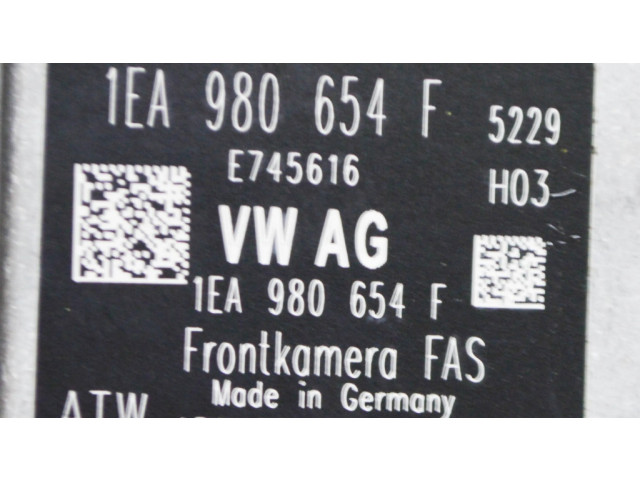 1EA 980 654 F 5229
E745616 H03
VW AG
1EA 980 654 F
Frontkamera FAS
Made in Germany